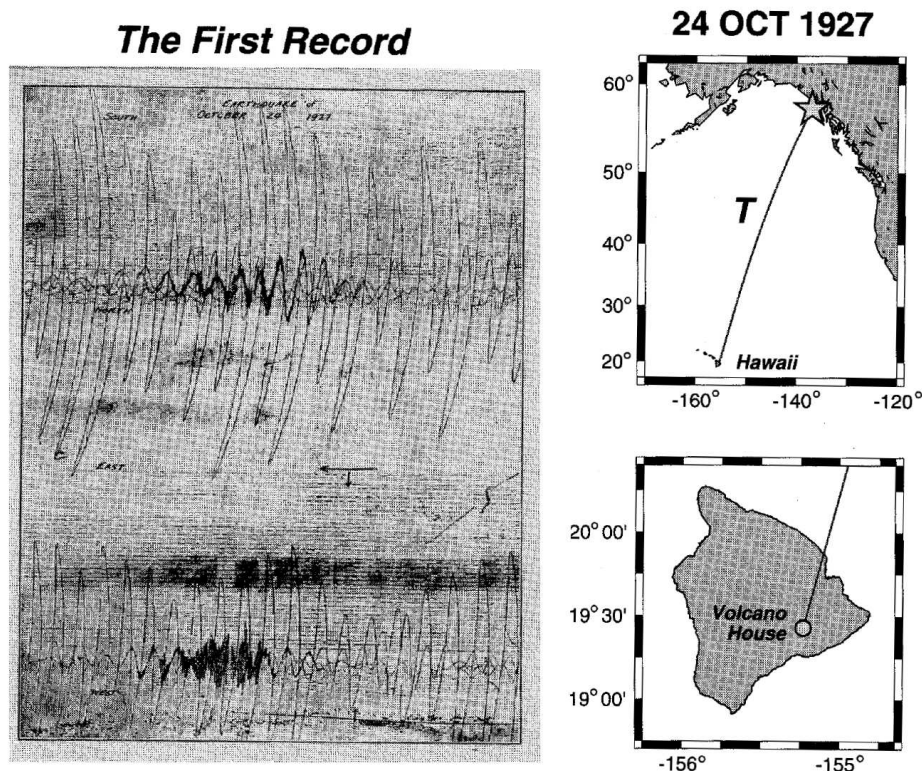 The First Record
SOUTH
EARTHQUAKE of
OCTOBER 24 1927
NORTH
EAST
WEST
24 OCT 1927
60°
50°
40°
30°
20°
T
Hawaii
-160° -140° -120°
20° 00'
19° 30'
19° 00'
Volcano
House
-156° -155°